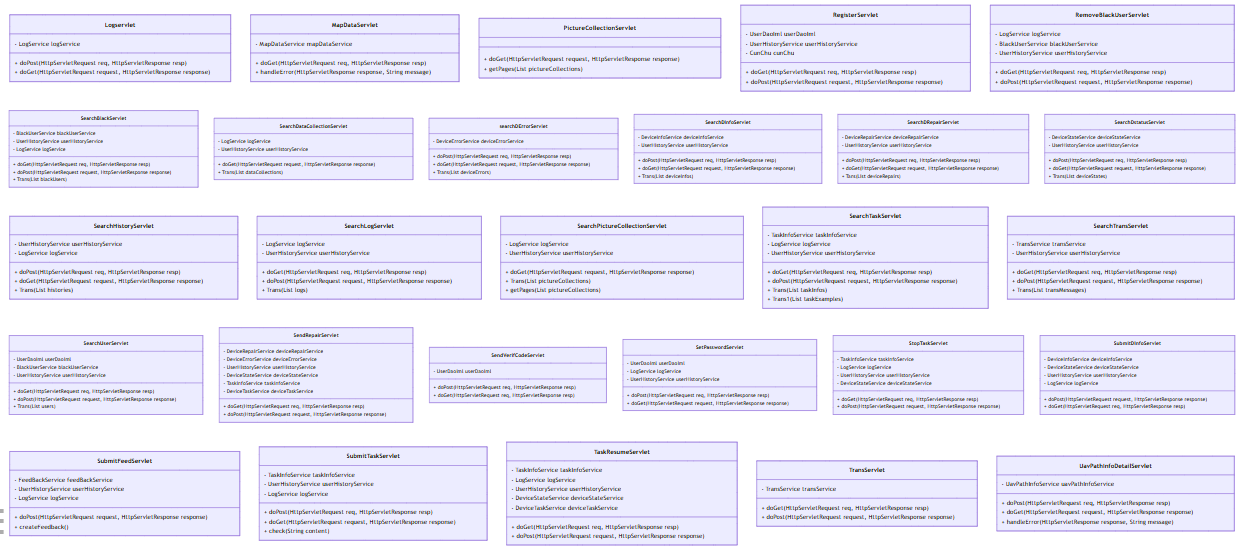 Logservlet
- LogService logService
+ doPost(HttpServletRequest req, HttpServletResponse resp)
+ doGet(HttpServletRequest request, HttpServletResponse response)
MapDataServlet
- MapDataService mapDataService
+ doGet(HttpServletRequest req, HttpServletResponse resp)
+ handleError(HttpServletResponse response, String message)
PictureCollectionServlet
+ doGet(HttpServletRequest request, HttpServletResponse response)
+ getPages(List pictureCollections)
RegisterServlet
- UserDaoImI userDaoImI
- UserHistoryService userHistoryService
- CunChu cunChu
+ doGet(HttpServletRequest req, HttpServletResponse resp)
+ doPost(HttpServletRequest request, HttpServletResponse response)
RemoveBlackUserServlet
- LogService logService
- BlackUserService blackUserService
- UserHistoryService userHistoryService
+ doGet(HttpServletRequest req, HttpServletResponse resp)
+ doPost(HttpServletRequest request, HttpServletResponse response)
SearchBlackServlet
- BlackUserService blackUserService
- UserHistoryService userHistoryService
- LogService logService
+ doGet(HttpServletRequest req, HttpServletResponse resp)
+ doPost(HttpServletRequest request, HttpServletResponse response)
+ Trans(List blackUsers)
SearchDataCollectionServlet
- LogService logService
- UserHistoryService userHistoryService
+ doGet(HttpServletRequest request, HttpServletResponse response)
+ Trans(List dataCollections)
searchDErrorServlet
- DeviceErrorService deviceErrorService
+ doPost(HttpServletRequest req, HttpServletResponse resp)
+ doGet(HttpServletRequest request, HttpServletResponse response)
+ Trans(List deviceErrors)
SearchDInfoServlet
- DeviceInfoService deviceInfoService
- UserHistoryService userHistoryService
+ doPost(HttpServletRequest req, HttpServletResponse resp)
+ doGet(HttpServletRequest request, HttpServletResponse response)
+ Trans(List deviceInfos)
SearchDRepairServlet
- DeviceRepairService deviceRepairService
- UserHistoryService userHistoryService
+ doPost(HttpServletRequest req, HttpServletResponse resp)
+ doGet(HttpServletRequest request, HttpServletResponse response)
+ Tans(List deviceRepairs)
SearchDstatusServlet
- DeviceStateService deviceStateService
- UserHistoryService userHistoryService
+ doPost(HttpServletRequest req, HttpServletResponse resp)
+ doGet(HttpServletRequest request, HttpServletResponse response)
+ Trans(List deviceStates)
SearchHistoryServlet
- UserHistoryService userHistoryService
- LogService logService
+ doPost(HttpServletRequest req, HttpServletResponse resp)
+ doGet(HttpServletRequest request, HttpServletResponse response)
+ Trans(List histories)
SearchLogServlet
- LogService logService
- UserHistoryService userHistoryService
+ doGet(HttpServletRequest req, HttpServletResponse resp)
+ doPost(HttpServletRequest request, HttpServletResponse response)
+ Trans(List logs)
SearchPictureCollectionServlet
- LogService logService
- UserHistoryService userHistoryService
+ doGet(HttpServletRequest request, HttpServletResponse response)
+ Trans(List pictureCollections)
+ getPages(List pictureCollections)
SearchTaskServlet
- TaskInfoService taskInfoService
- LogService logService
- UserHistoryService userHistoryService
+ doGet(HttpServletRequest req, HttpServletResponse resp)
+ doPost(HttpServletRequest request, HttpServletResponse response)
+ Trans(List taskInfos)
+ Trans1(List taskExamples)
SearchTransServlet
- TransService transService
- UserHistoryService userHistoryService
+ doGet(HttpServletRequest req, HttpServletResponse resp)
+ doPost(HttpServletRequest request, HttpServletResponse response)
+ Trans(List transMessages)
SearchUserServlet
- UserDaoImI userDaoImI
- BlackUserService blackUserService
- UserHistoryService userHistoryService
+ doGet(HttpServletRequest req, HttpServletResponse resp)
+ doPost(HttpServletRequest request, HttpServletResponse response)
+ Trans(List users)
SendRepairServlet
- DeviceRepairService deviceRepairService
- DeviceErrorService deviceErrorService
- UserHistoryService userHistoryService
- DeviceStateService deviceStateService
- TaskInfoService taskInfoService
- DeviceTaskService deviceTaskService
+ doGet(HttpServletRequest req, HttpServletResponse resp)
+ doPost(HttpServletRequest request, HttpServletResponse response)
SendVerifCodeServlet
- UserDaoImI userDaoImI
+ doPost(HttpServletRequest req, HttpServletResponse resp)
+ doGet(HttpServletRequest req, HttpServletResponse resp)
SetPasswordServlet
- UserDaoImI userDaoImI
- LogService logService
- UserHistoryService userHistoryService
+ doPost(HttpServletRequest req, HttpServletResponse resp)
+ doGet(HttpServletRequest request, HttpServletResponse response)
StopTaskServlet
- TaskInfoService taskInfoService
- LogService logService
- UserHistoryService userHistoryService
- DeviceStateService deviceStateService
+ doGet(HttpServletRequest req, HttpServletResponse resp)
+ doPost(HttpServletRequest request, HttpServletResponse response)
SubmitDInfoServlet
- DeviceInfoService deviceInfoService
- DeviceStateService deviceStateService
- UserHistoryService userHistoryService
- LogService logService
+ doPost(HttpServletRequest request, HttpServletResponse response)
+ doGet(HttpServletRequest req, HttpServletResponse resp)
SubmitFeedServlet
- FeedBackService feedBackService
- UserHistoryService userHistoryService
- LogService logService
+ doPost(HttpServletRequest request, HttpServletResponse response)
+ createFeedback()
SubmitTaskServlet
- TaskInfoService taskInfoService
- UserHistoryService userHistoryService
- LogService logService
+ doPost(HttpServletRequest req, HttpServletResponse resp)
+ doGet(HttpServletRequest request, HttpServletResponse response)
+ check(String content)
TaskResumeServlet
- TaskInfoService taskInfoService
- LogService logService
- UserHistoryService userHistoryService
- DeviceStateService deviceStateService
- DeviceTaskService deviceTaskService
+ doGet(HttpServletRequest req, HttpServletResponse resp)
+ doPost(HttpServletRequest request, HttpServletResponse response)
TransServlet
- TransService transService
+ doGet(HttpServletRequest req, HttpServletResponse resp)
+ doPost(HttpServletRequest request, HttpServletResponse response)
UavPathInfoDetailServlet
- UavPathInfoService uavPathInfoService
+ doPost(HttpServletRequest req, HttpServletResponse resp)
+ doGet(HttpServletRequest request, HttpServletResponse response)
+ handleError(HttpServletResponse response, String message)